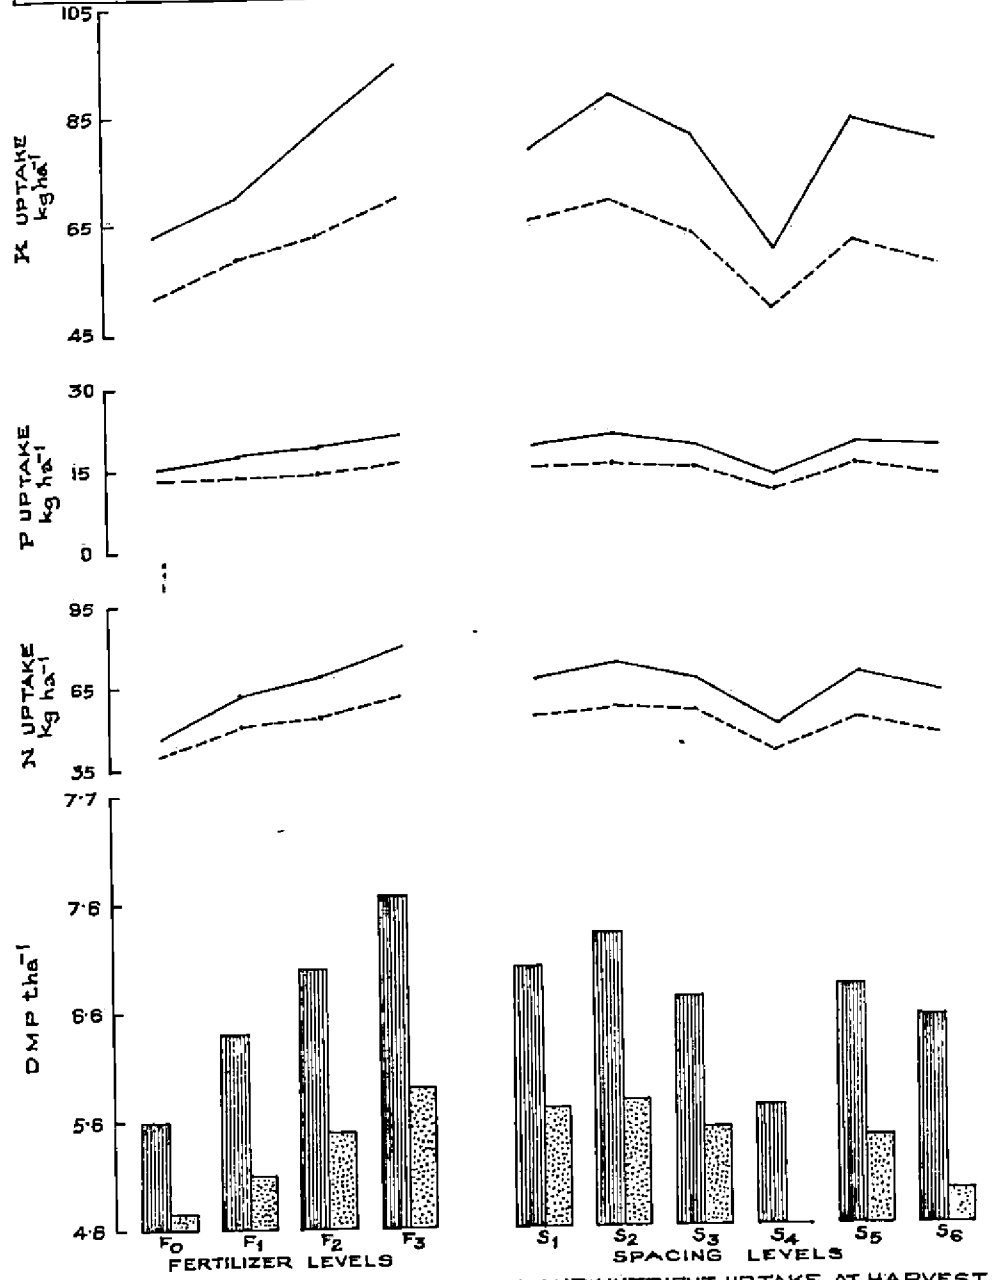 105
85
65
45
K UPTAKE
kg ha⁻¹
30
15
0
P UPTAKE
kg ha⁻¹
95
65
35
N UPTAKE
kg ha⁻¹
7·7
7·6
6·6
5·6
4·6
DMP tha⁻¹
F₀ F₁ F₂ F₃
FERTILIZER LEVELS
S₁ S₂ S₃ S₄ S₅ S₆
SPACING LEVELS
UPTAKE AT HARVEST